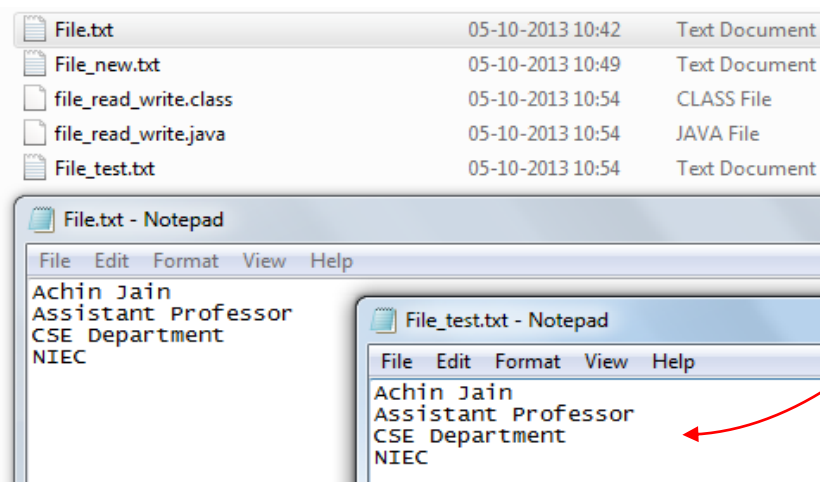 File.txt 05-10-2013 10:42 Text Document
File_new.txt 05-10-2013 10:49 Text Document
file_read_write.class 05-10-2013 10:54 CLASS File
file_read_write.java 05-10-2013 10:54 JAVA File
File_test.txt 05-10-2013 10:54 Text Document
File.txt - Notepad
File Edit Format View Help
Achin Jain
Assistant Professor
CSE Department
NIEC
File_test.txt - Notepad
File Edit Format View Help
Achin Jain
Assistant Professor
CSE Department
NIEC